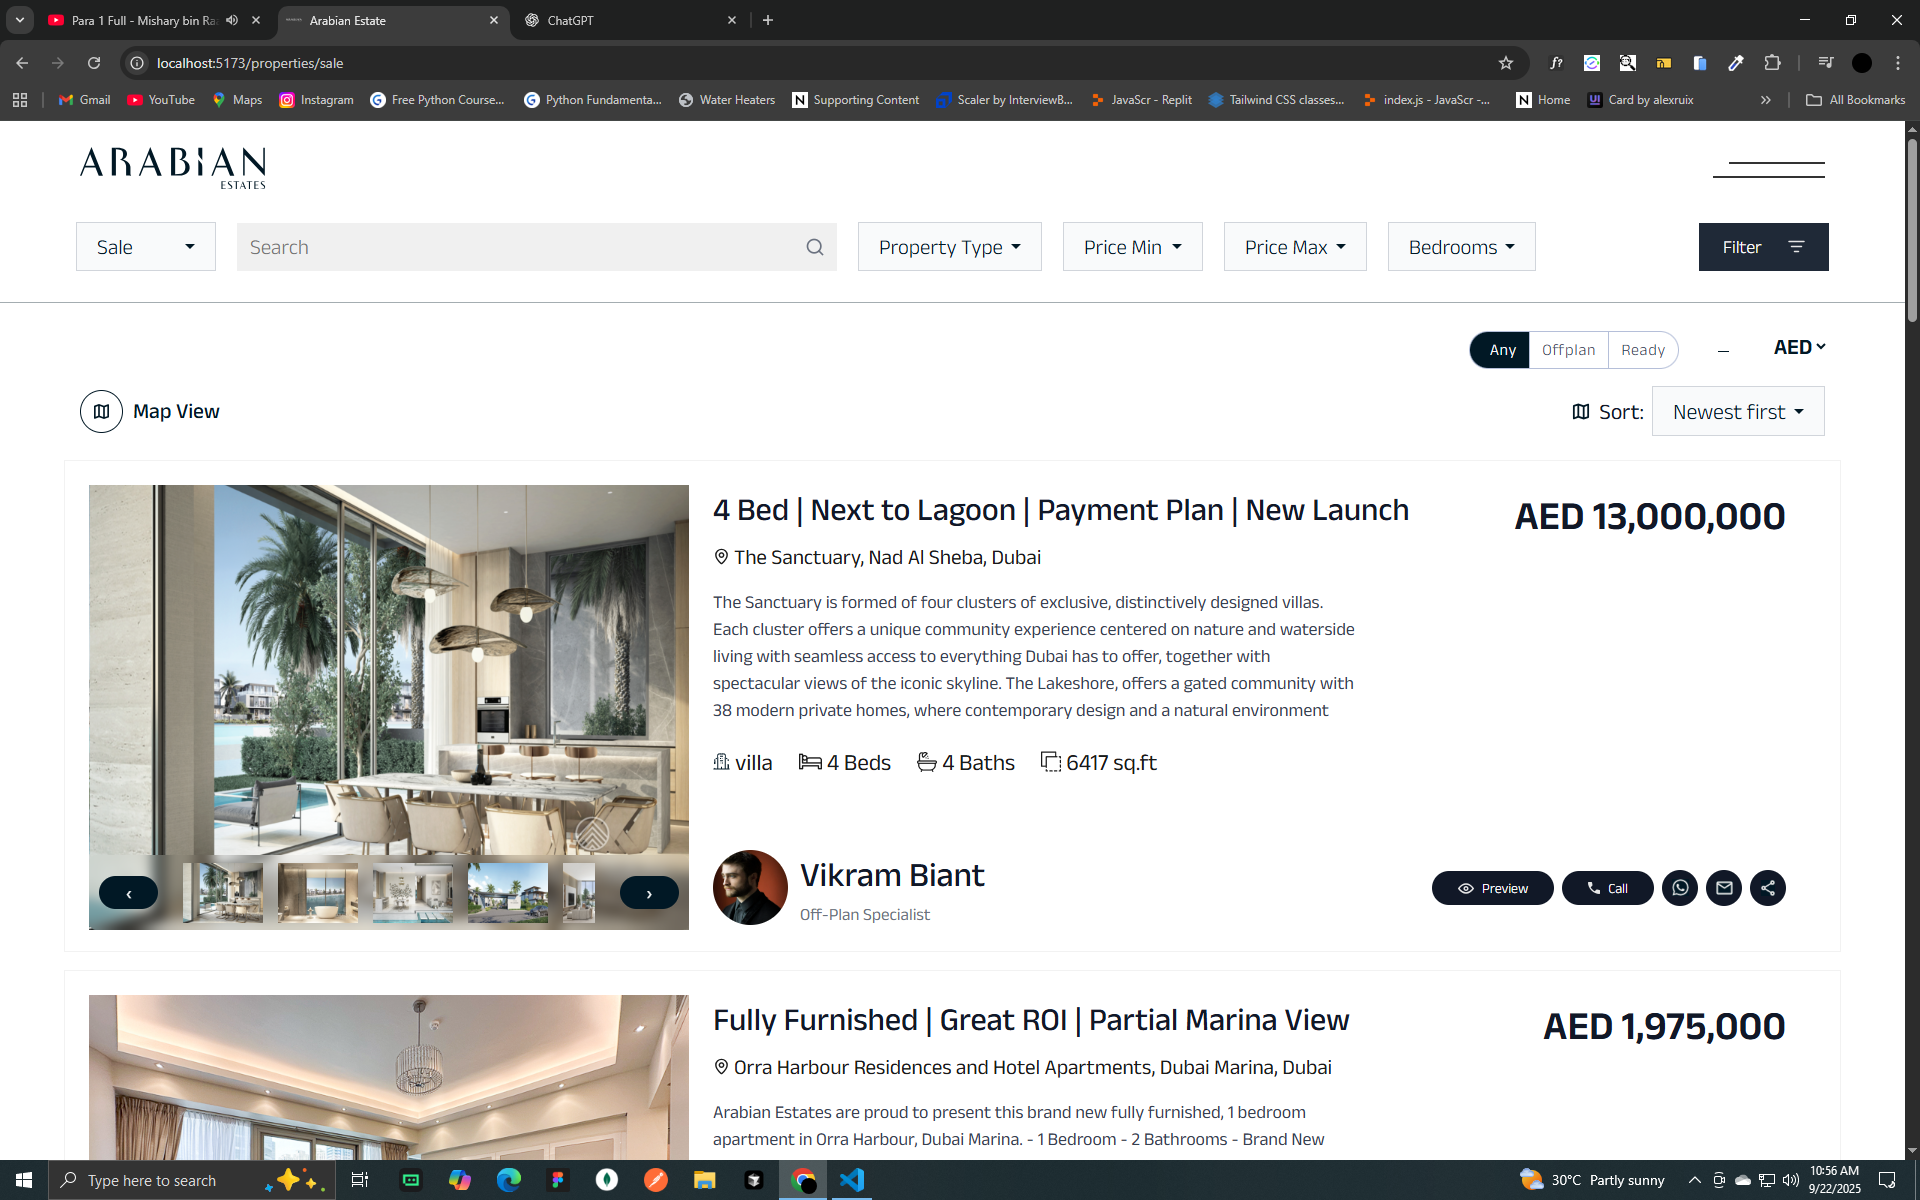 Para 1 Full - Mishary bin Ra
Arabian Estate
ChatGPT
localhost:5173/properties/sale
Gmail
YouTube
Maps
Instagram
Free Python Course...
Python Fundamenta...
Water Heaters
Supporting Content
Scaler by InterviewB...
JavaScr - Replit
Tailwind CSS classes...
index.js - JavaScr -...
Home
Card by alexruix
All Bookmarks
ARABIAN
ESTATES
Sale
Search
Property Type
Price Min
Price Max
Bedrooms
Filter
Any
Offplan
Ready
AED
Map View
Sort:
Newest first
4 Bed | Next to Lagoon | Payment Plan | New Launch
AED 13,000,000
The Sanctuary, Nad Al Sheba, Dubai
The Sanctuary is formed of four clusters of exclusive, distinctively designed villas.
Each cluster offers a unique community experience centered on nature and waterside
living with seamless access to everything Dubai has to offer, together with
spectacular views of the iconic skyline. The Lakeshore, offers a gated community with
38 modern private homes, where contemporary design and a natural environment
villa
4 Beds
4 Baths
6417 sq.ft
Vikram Biant
Off-Plan Specialist
Preview
Call
Fully Furnished | Great ROI | Partial Marina View
AED 1,975,000
Orra Harbour Residences and Hotel Apartments, Dubai Marina, Dubai
Arabian Estates are proud to present this brand new fully furnished, 1 bedroom
apartment in Orra Harbour, Dubai Marina. - 1 Bedroom - 2 Bathrooms - Brand New
Type here to search
30°C Partly sunny
10:56 AM
9/22/2025